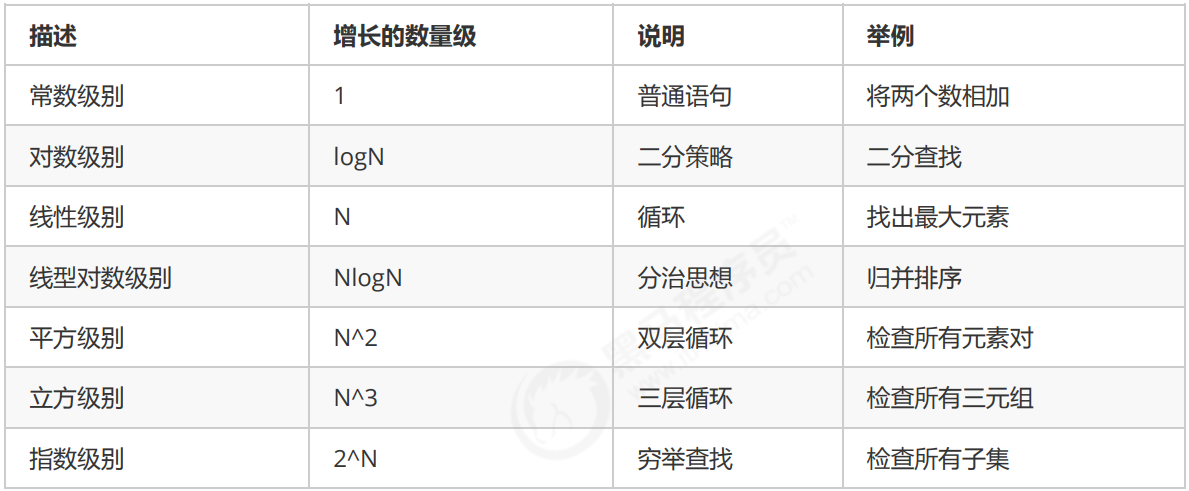 描述 增长的数量级 说明 举例
常数级别 1 普通语句 将两个数相加
对数级别 logN 二分策略 二分查找
线性级别 N 循环 找出最大元素
线型对数级别 NlogN 分治思想 归并排序
平方级别 N^2 双层循环 检查所有元素对
立方级别 N^3 三层循环 检查所有三元组
指数级别 2^N 穷举查找 检查所有子集
黑马程序员™